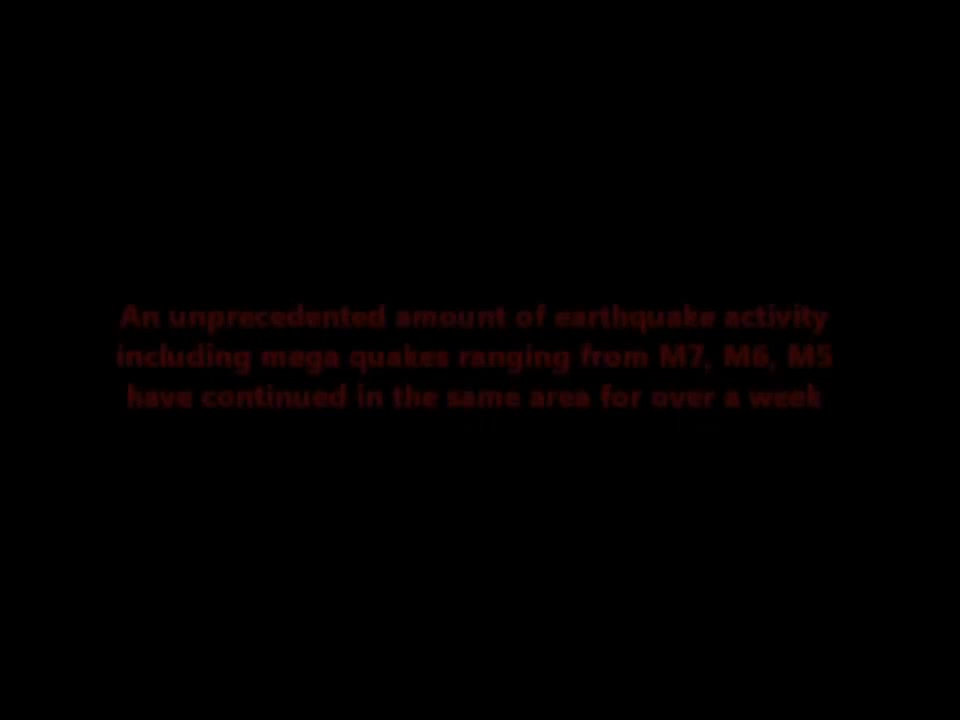 An unprecedented amount of earthquake activity
including mega quakes ranging from M7, M6, M5
have continued in the same area for over a week